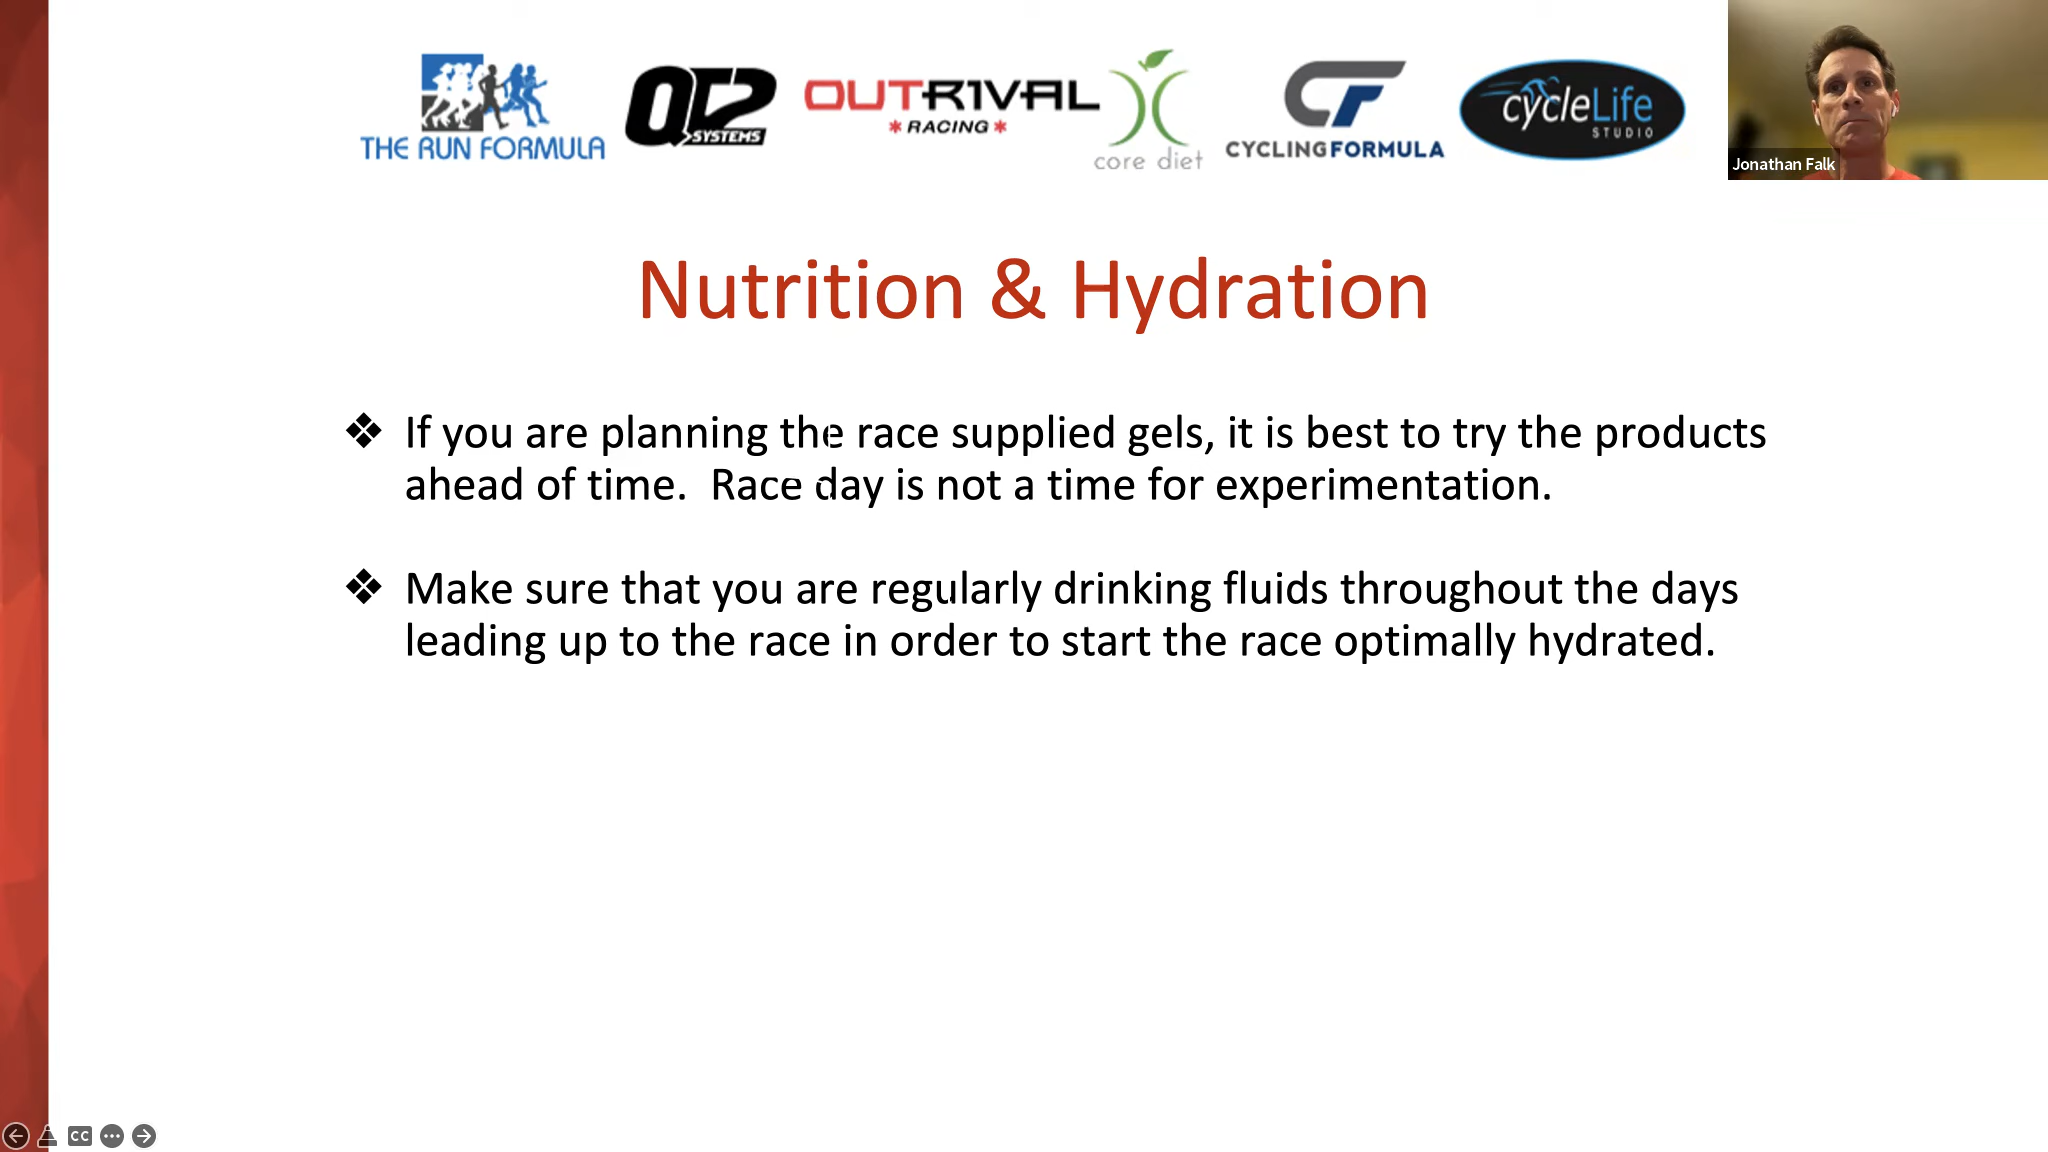 THE RUN FORMULA
QT2
SYSTEMS
OUTR1VAL
RACING
core diet
CF
CYCLINGFORMULA
cycleLife
STUDIO
Jonathan Falk
Nutrition & Hydration
❖ If you are planning the race supplied gels, it is best to try the products
ahead of time. Race day is not a time for experimentation.
❖ Make sure that you are regularly drinking fluids throughout the days
leading up to the race in order to start the race optimally hydrated.
CC